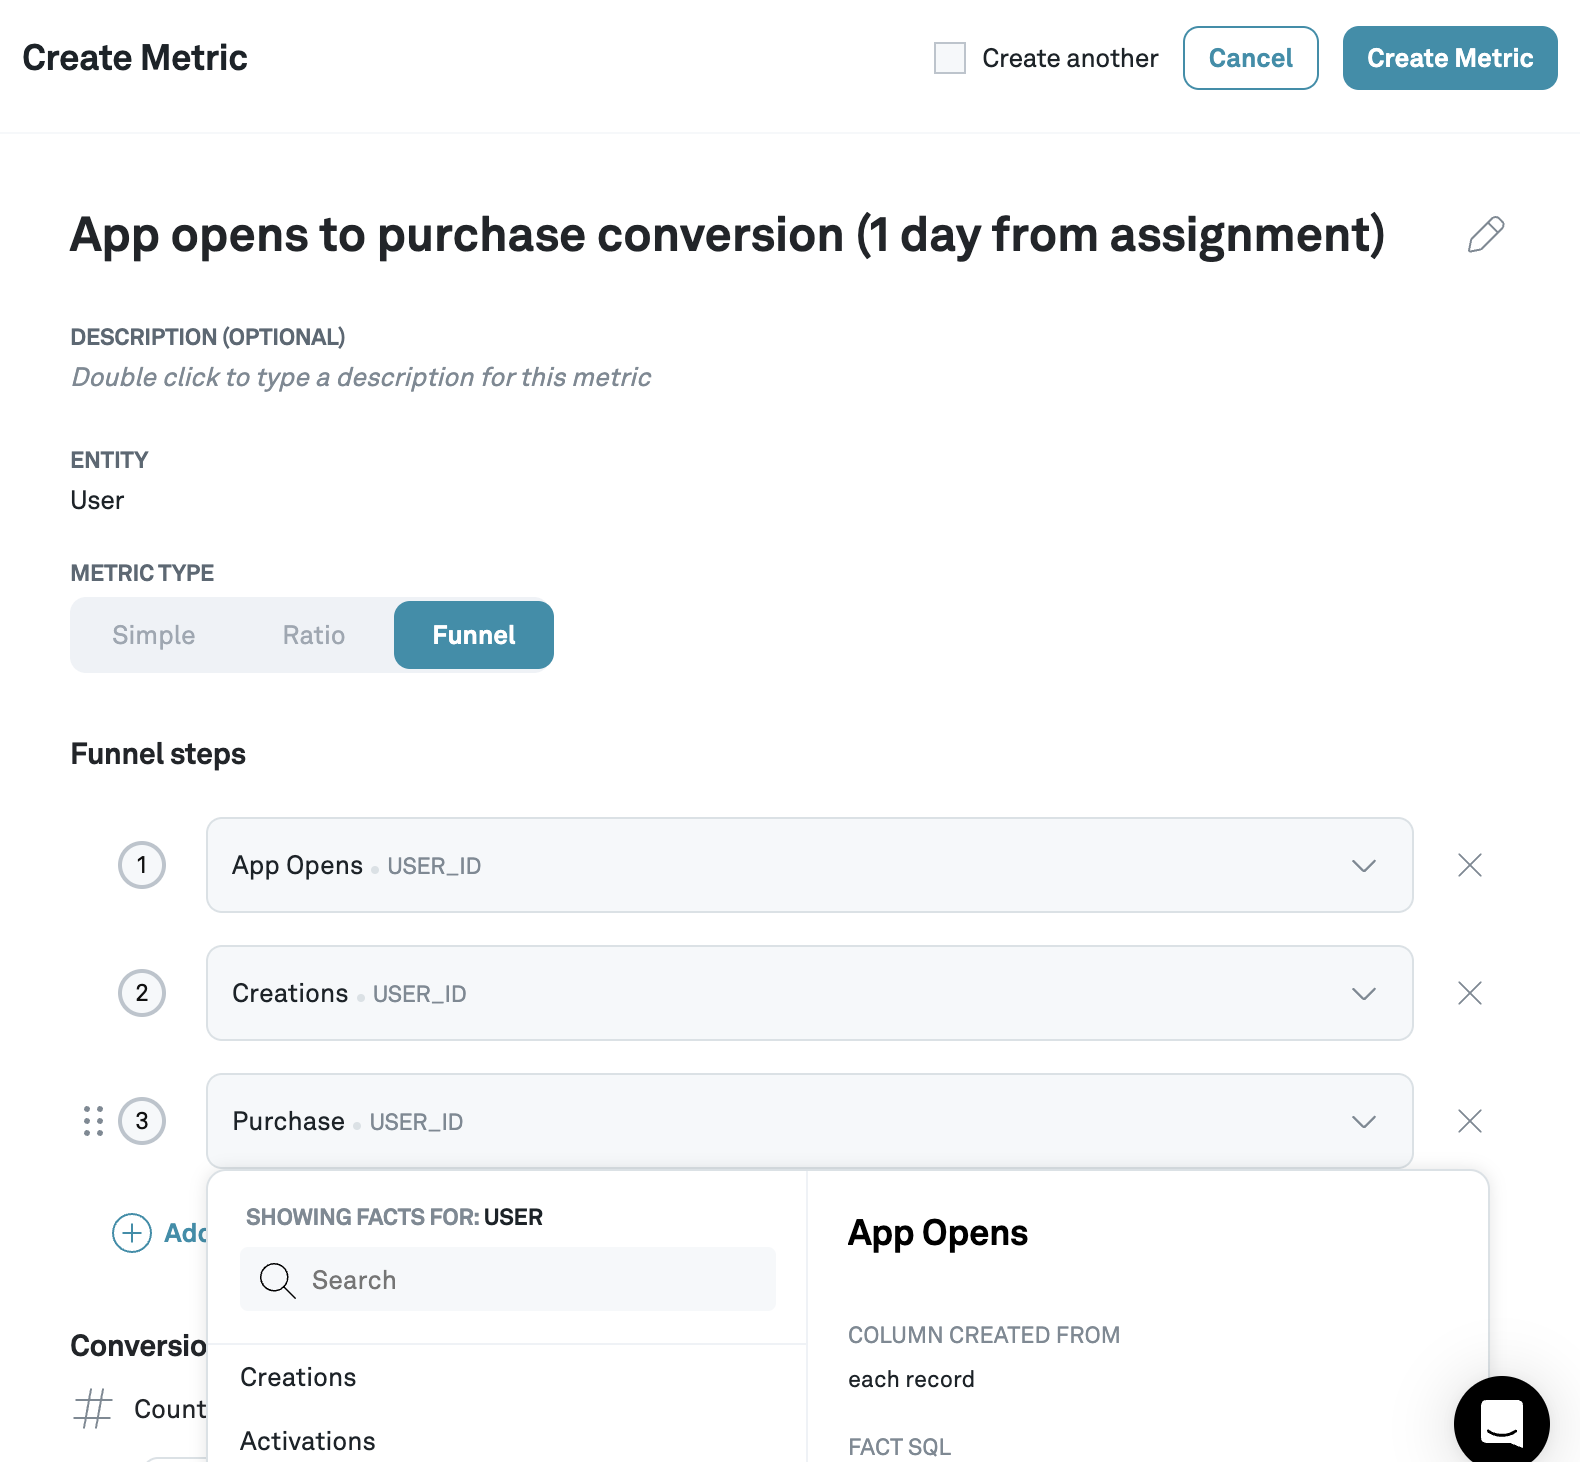 Create Metric
Create another
Cancel
Create Metric
App opens to purchase conversion (1 day from assignment)
DESCRIPTION (OPTIONAL)
Double click to type a description for this metric
ENTITY
User
METRIC TYPE
Simple
Ratio
Funnel
Funnel steps
1
App Opens USER_ID
2
Creations USER_ID
3
Purchase USER_ID
SHOWING FACTS FOR: USER
Search
Creations
Activations
App Opens
COLUMN CREATED FROM
each record
FACT SQL
Count